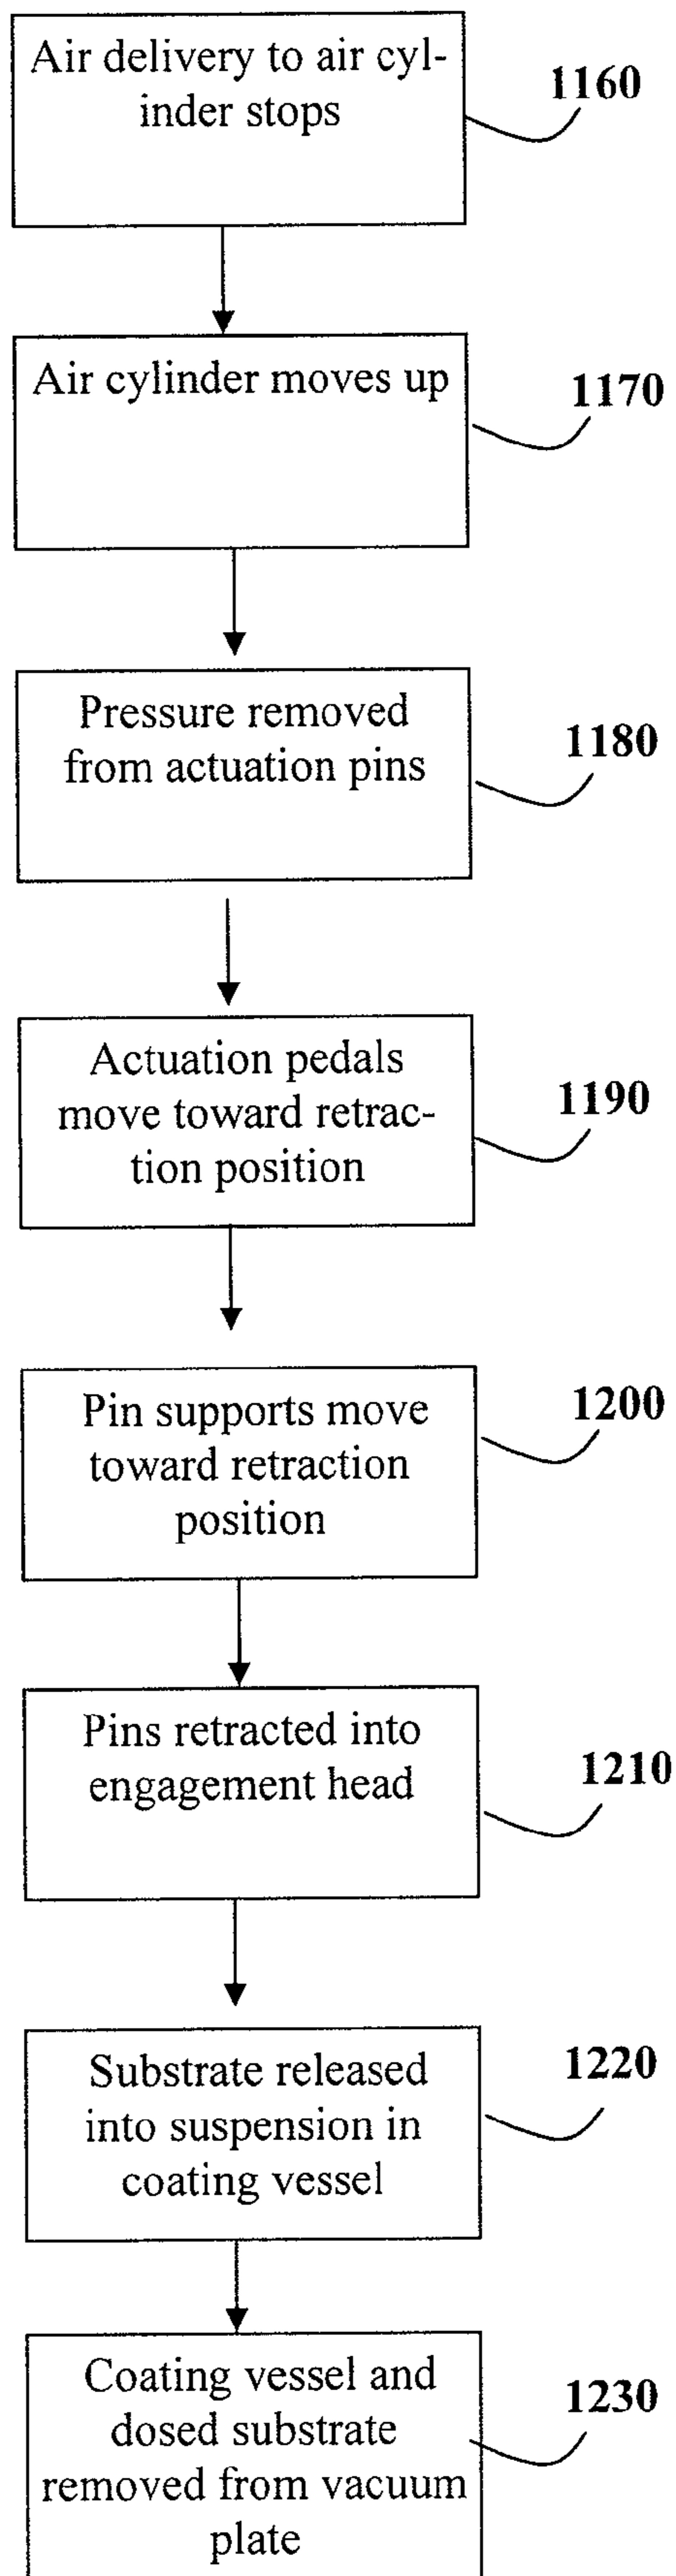 Air delivery to air cyl-
inder stops
1160
Air cylinder moves up
1170
Pressure removed
from actuation pins
1180
Actuation pedals
move toward retrac-
tion position
1190
Pin supports move
toward retraction
position
1200
Pins retracted into
engagement head
1210
Substrate released
into suspension in
coating vessel
1220
Coating vessel and
dosed substrate
removed from vacuum
plate
1230